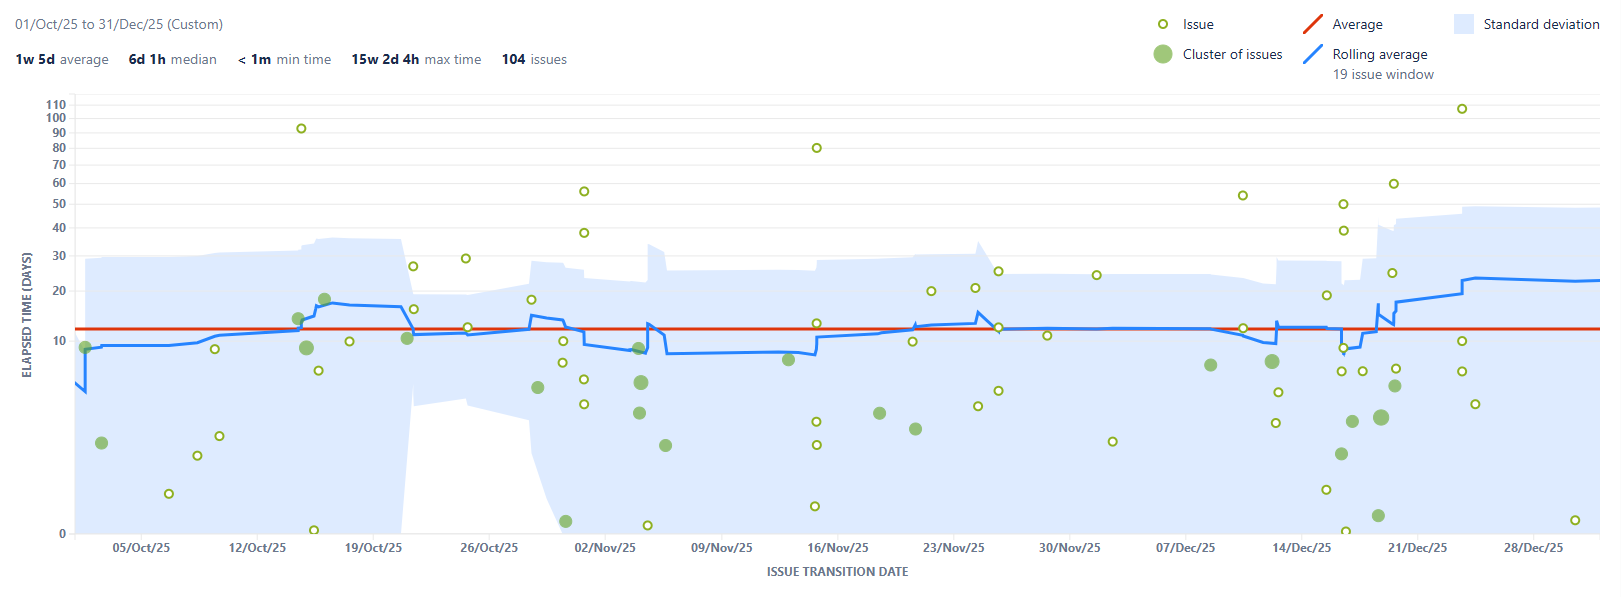 01/Oct/25 to 31/Dec/25 (Custom)
1w 5d average 6d 1h median < 1m min time 15w 2d 4h max time 104 issues
Issue
Cluster of issues
Average
Rolling average
19 issue window
Standard deviation
ELAPSED TIME (DAYS)
110
100
90
80
70
60
50
40
30
20
10
0
05/Oct/25 12/Oct/25 19/Oct/25 26/Oct/25 02/Nov/25 09/Nov/25 16/Nov/25 23/Nov/25 30/Nov/25 07/Dec/25 14/Dec/25 21/Dec/25 28/Dec/25
ISSUE TRANSITION DATE